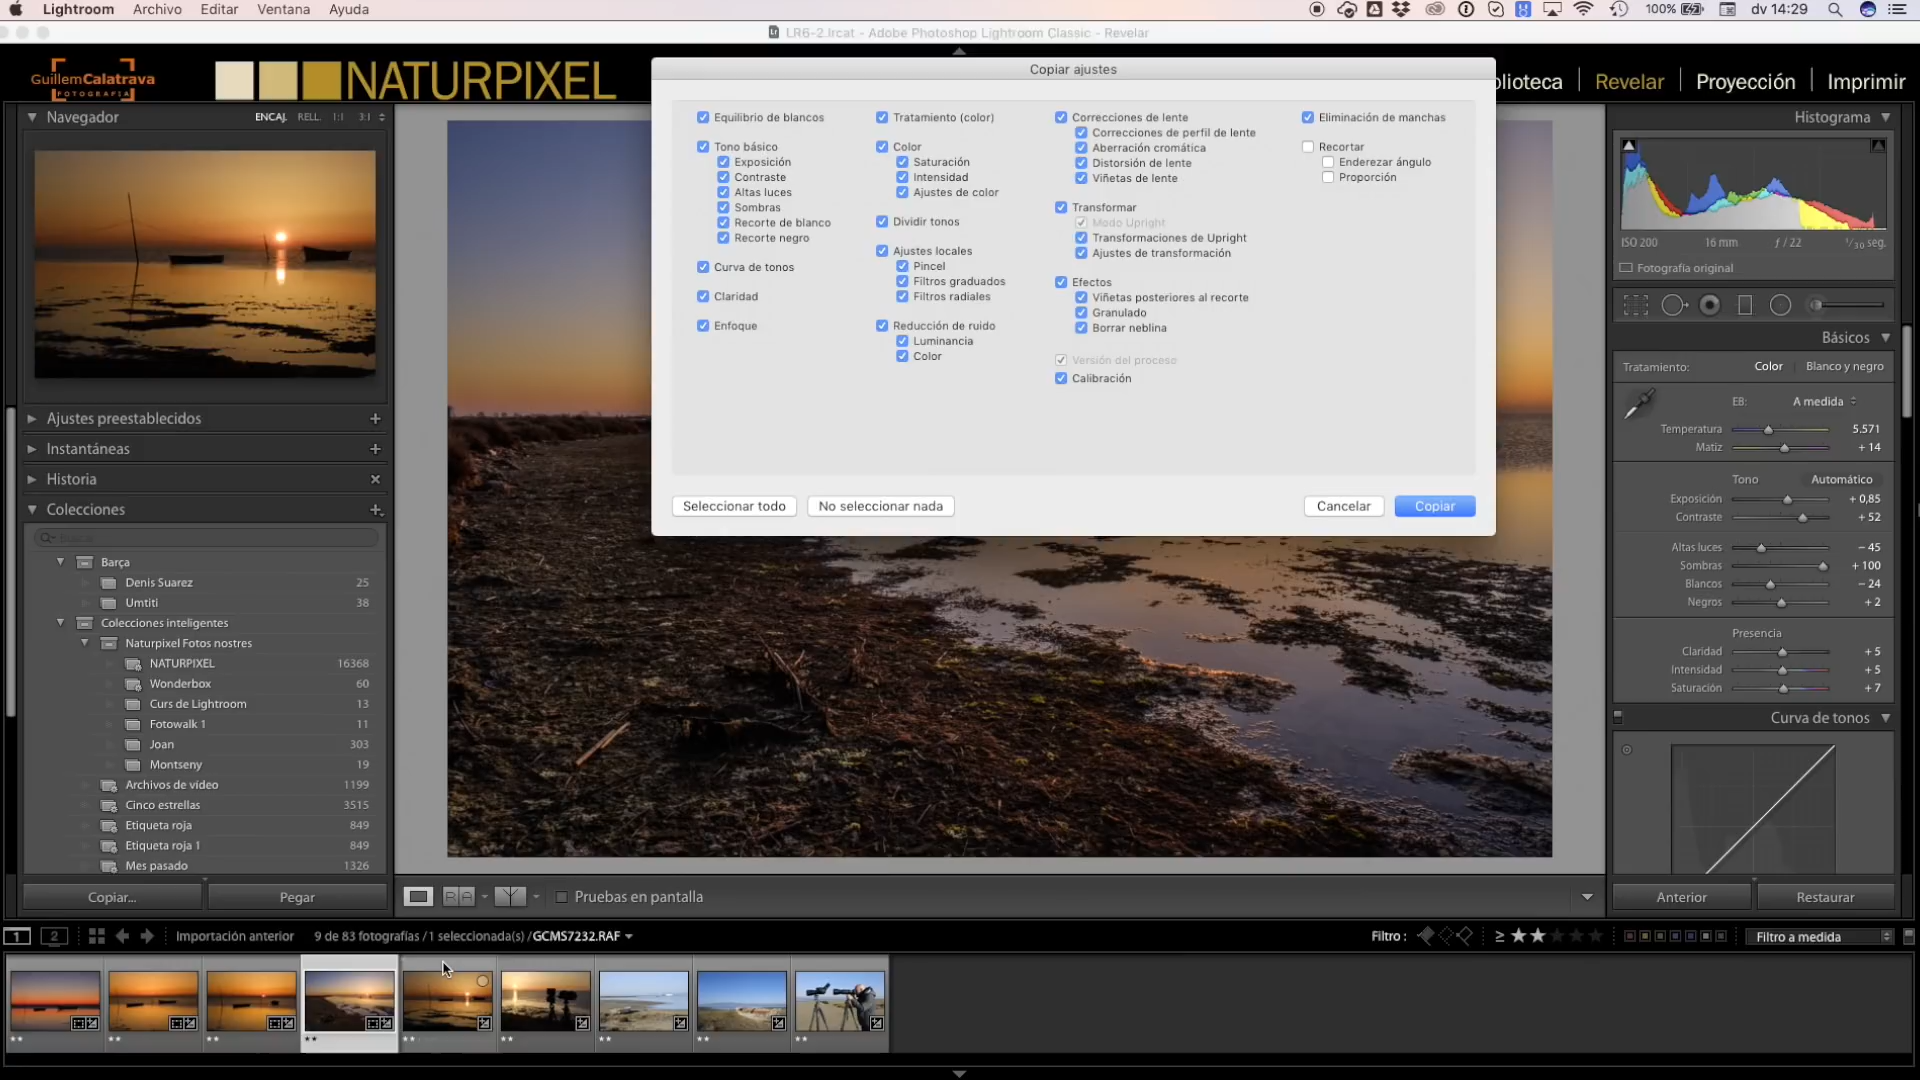 Lightroom Archivo Editar Ventana Ayuda 100% dv 14:29
LR6-2.lrcat - Adobe Photoshop Lightroom Classic - Revelar
GuillemCalatrava
FOTOGRAFIA
NATURPIXEL
blioteca | Revelar | Proyección | Imprimir
Navegador ENCAJ. RELL. 1:1 3:1
Ajustes preestablecidos
Instantáneas
Historia
Colecciones
Barça
Denis Suarez 25
Umtiti 38
Colecciones inteligentes
Naturpixel Fotos nostres
NATURPIXEL 16368
Wonderbox 60
Curs de Lightroom 13
Fotowalk 1 11
Joan 303
Montseny 19
Archivos de vídeo 1199
Cinco estrellas 3515
Etiqueta roja 849
Etiqueta roja 1 849
Mes pasado 1326
Copiar... Pegar
Copiar ajustes
Equilibrio de blancos
Tono básico
Exposición
Contraste
Altas luces
Sombras
Recorte de blanco
Recorte negro
Curva de tonos
Claridad
Enfoque
Tratamiento (color)
Color
Saturación
Intensidad
Ajustes de color
Dividir tonos
Ajustes locales
Pincel
Filtros graduados
Filtros radiales
Reducción de ruido
Luminancia
Color
Correcciones de lente
Correcciones de perfil de lente
Aberración cromática
Distorsión de lente
Viñetas de lente
Transformar
Modo Upright
Transformaciones de Upright
Ajustes de transformación
Efectos
Viñetas posteriores al recorte
Granulado
Borrar neblina
Versión del proceso
Calibración
Eliminación de manchas
Recortar
Enderezar ángulo
Proporción
Seleccionar todo No seleccionar nada Cancelar Copiar
Histograma
ISO 200 16 mm ƒ / 22 1/30 seg.
Fotografía original
Básicos
Tratamiento: Color Blanco y negro
EB: A medida
Temperatura 5.571
Matiz + 14
Tono Automático
Exposición + 0,85
Contraste + 52
Altas luces − 45
Sombras + 100
Blancos − 24
Negros + 2
Presencia
Claridad + 5
Intensidad + 5
Saturación + 7
Curva de tonos
Anterior Restaurar
R A Y Pruebas en pantalla
1 2 Importación anterior 9 de 83 fotografías / 1 seleccionada(s) / GCMS7232.RAF Filtro : ≥ ★★★★★ Filtro a medida